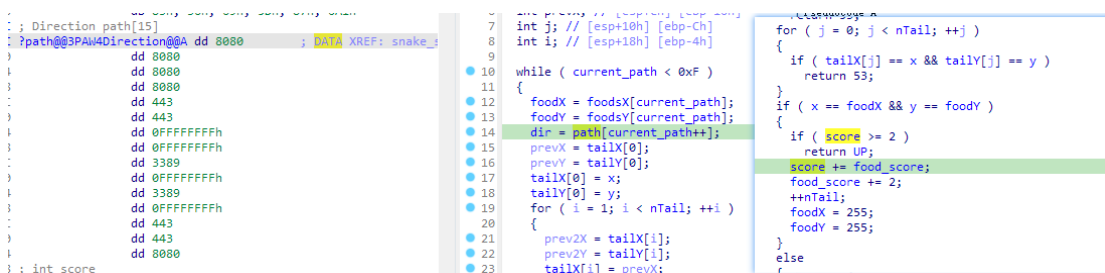 ; Direction path[15]
?path@@3PAW4Direction@@A dd 8080 ; DATA XREF: snake_s
dd 8080
dd 8080
dd 8080
dd 443
dd 443
dd 0FFFFFFFFh
dd 0FFFFFFFFh
dd 3389
dd 0FFFFFFFFh
dd 3389
dd 0FFFFFFFFh
dd 443
dd 443
dd 8080
; int score
7 int j; // [esp+10h] [ebp-Ch]
8 int i; // [esp+18h] [ebp-4h]
9
10 while ( current_path < 0xF )
11 {
12 foodX = foodsX[current_path];
13 foodY = foodsY[current_path];
14 dir = path[current_path++];
15 prevX = tailX[0];
16 prevY = tailY[0];
17 tailX[0] = x;
18 tailY[0] = y;
19 for ( i = 1; i < nTail; ++i )
20 {
21 prev2X = tailX[i];
22 prev2Y = tailY[i];
23 tailX[i] = prevX;
for ( j = 0; j < nTail; ++j )
{
if ( tailX[j] == x && tailY[j] == y )
return 53;
}
if ( x == foodX && y == foodY )
{
if ( score >= 2 )
return UP;
score += food_score;
food_score += 2;
++nTail;
foodX = 255;
foodY = 255;
}
else